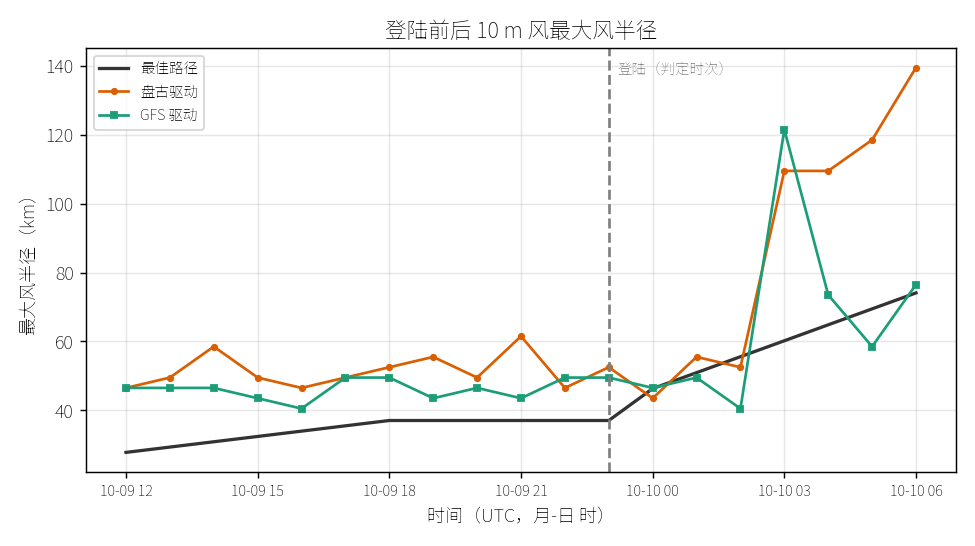 登陆前后 10 m 风最大风半径
最佳路径
盘古驱动
GFS 驱动
登陆（判定时次）
最大风半径（km）
140
120
100
80
60
40
10-09 12
10-09 15
10-09 18
10-09 21
10-10 00
10-10 03
10-10 06
时间（UTC，月-日 时）